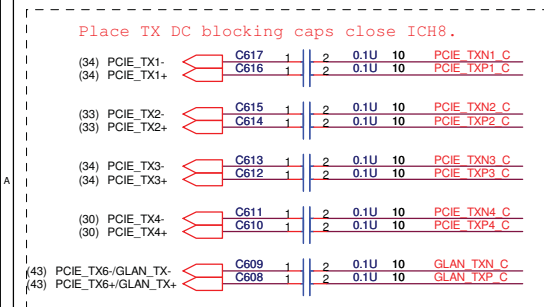 Place TX DC blocking caps close ICH8.
(34) PCIE_TX1- C617 1 2 0.1U 10 PCIE_TXN1_C
(34) PCIE_TX1+ C616 1 2 0.1U 10 PCIE_TXP1_C
(33) PCIE_TX2- C615 1 2 0.1U 10 PCIE_TXN2_C
(33) PCIE_TX2+ C614 1 2 0.1U 10 PCIE_TXP2_C
(34) PCIE_TX3- C613 1 2 0.1U 10 PCIE_TXN3_C
(34) PCIE_TX3+ C612 1 2 0.1U 10 PCIE_TXP3_C
A
(30) PCIE_TX4- C611 1 2 0.1U 10 PCIE_TXN4_C
(30) PCIE_TX4+ C610 1 2 0.1U 10 PCIE_TXP4_C
(43) PCIE_TX6-/GLAN_TX- C609 1 2 0.1U 10 GLAN_TXN_C
(43) PCIE_TX6+/GLAN_TX+ C608 1 2 0.1U 10 GLAN_TXP_C